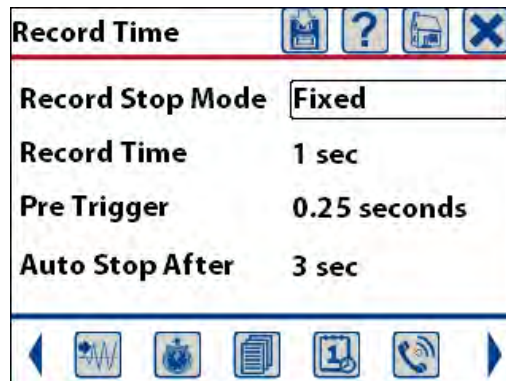 Record Time ?
Record Stop Mode Fixed
Record Time 1 sec
Pre Trigger 0.25 seconds
Auto Stop After 3 sec
1